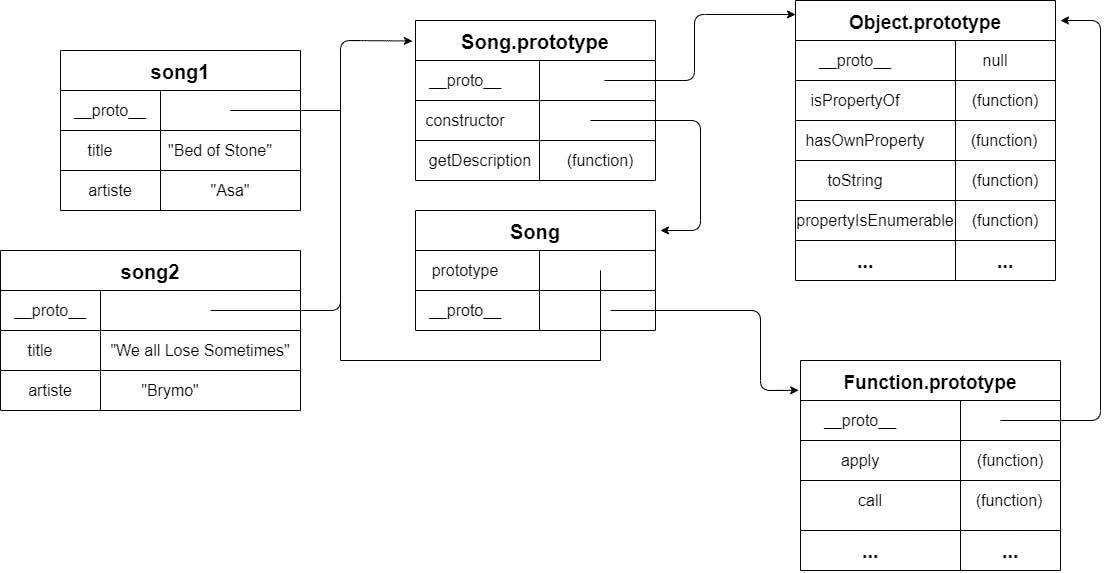 song1
__proto__
title "Bed of Stone"
artiste "Asa"
song2
__proto__
title "We all Lose Sometimes"
artiste "Brymo"
Song.prototype
__proto__
constructor
getDescription (function)
Song
prototype
__proto__
Object.prototype
__proto__ null
isPropertyOf (function)
hasOwnProperty (function)
toString (function)
propertyIsEnumerable (function)
... ...
Function.prototype
__proto__
apply (function)
call (function)
... ...